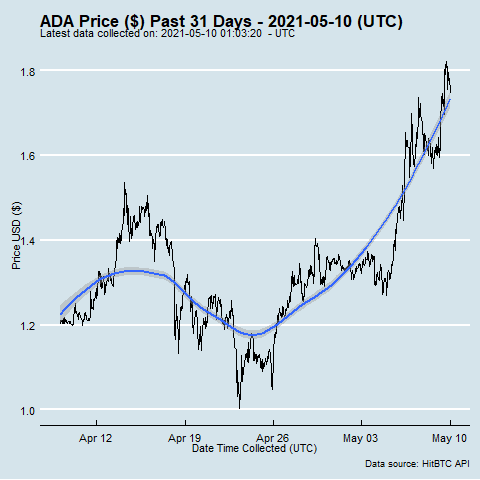 ADA Price ($) Past 31 Days - 2021-05-10 (UTC)
Latest data collected on: 2021-05-10 01:03:20  - UTC
1.8
1.6
1.4
1.2
1.0
Price USD ($)
Apr 12
Apr 19
Apr 26
May 03
May 10
Date Time Collected (UTC)
Data source: HitBTC API